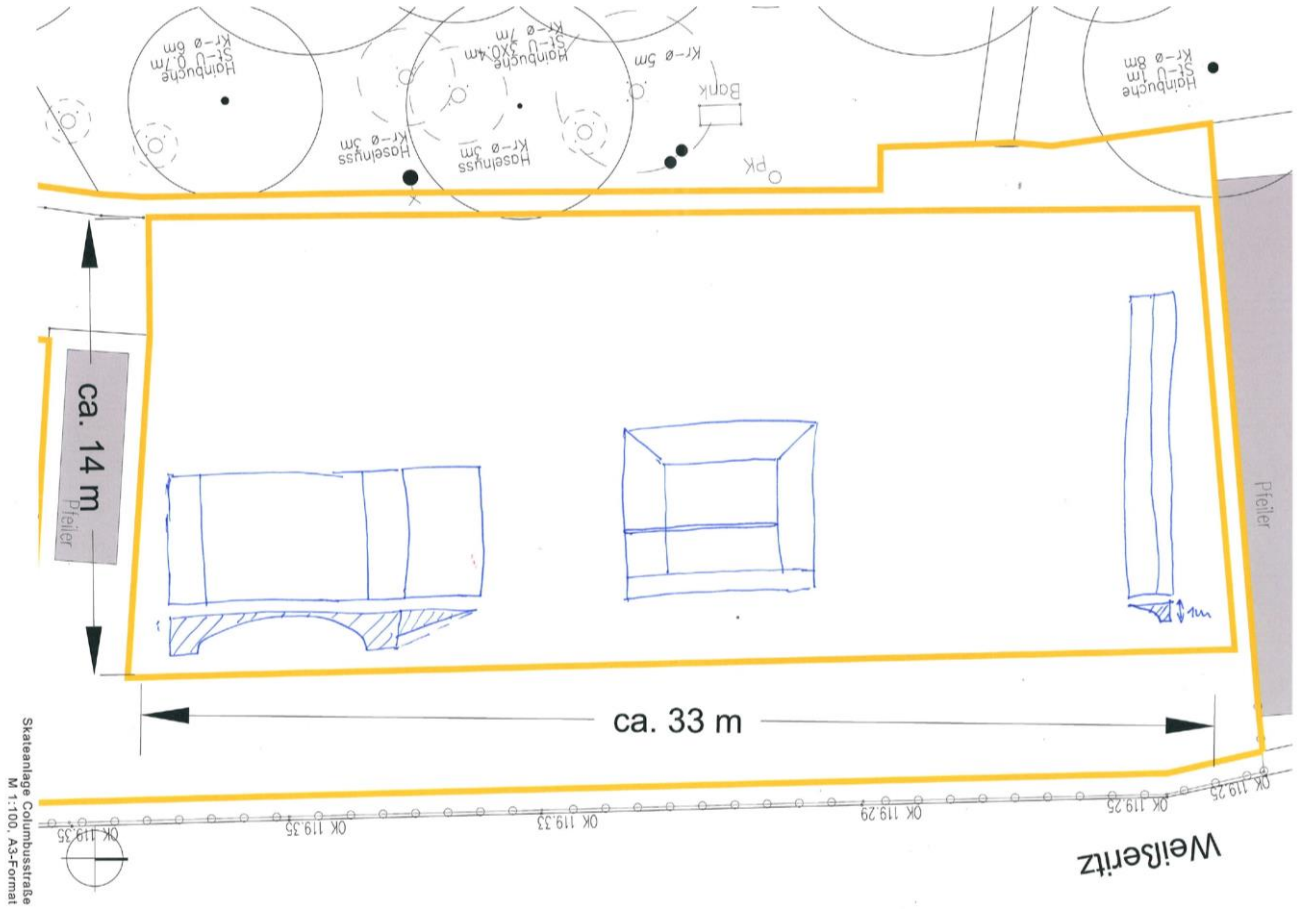 Hainbuche
St-U 0.7m
Kr-ø 6m
Hainbuche
St-U 3X0.4m
Kr-ø 7m
Kr-ø 5m
Bank
Hainbuche
St-U 1m
Kr-ø 8m
Haselnuss
Kr-ø 3m
Haselnuss
Kr-ø 3m
PK
ca. 14 m
Pfeiler
Pfeiler
1m
ca. 33 m
OK 119.35
OK 119.35
OK 119.33
OK 119.29
OK 119.25
OK 119.25
Weißeritz
Skateanlage Columbusstraße
M 1:100, A3-Format